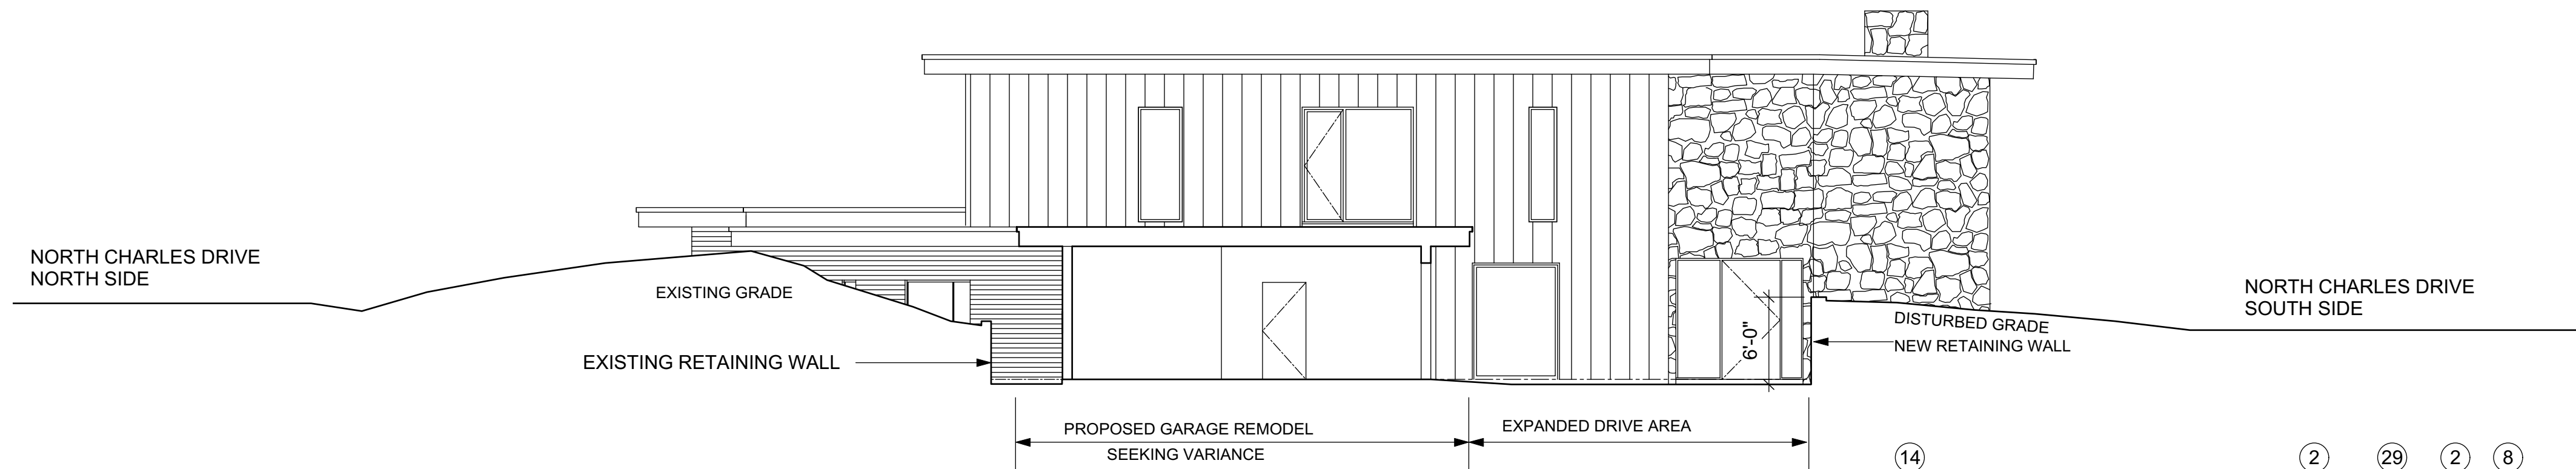 NORTH CHARLES DRIVE
NORTH SIDE
EXISTING GRADE
EXISTING RETAINING WALL
6'-0"
NORTH CHARLES DRIVE
SOUTH SIDE
DISTURBED GRADE
NEW RETAINING WALL
PROPOSED GARAGE REMODEL
SEEKING VARIANCE
EXPANDED DRIVE AREA
14
2
29
2
8